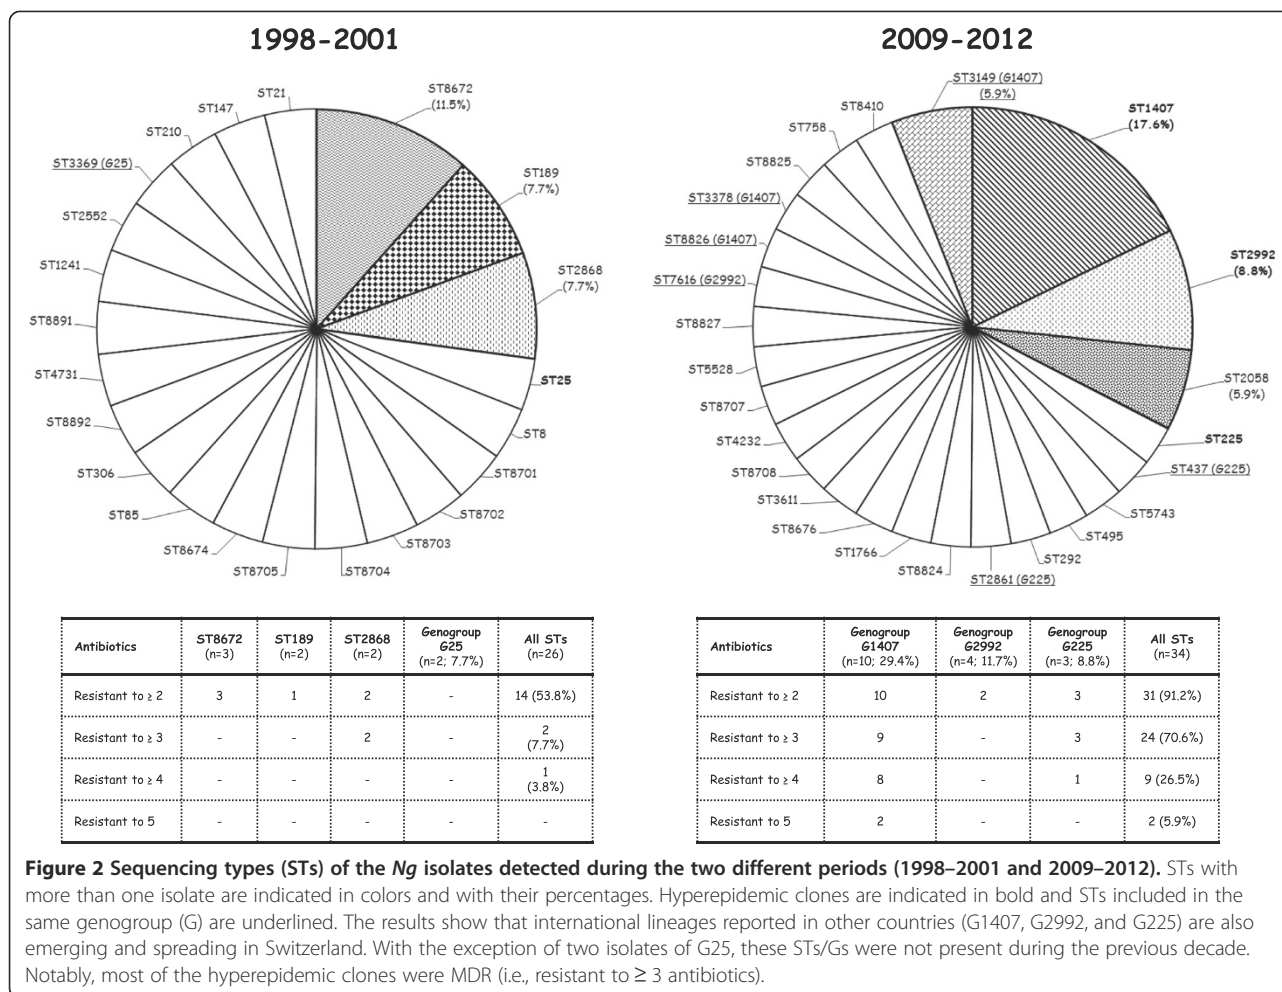 1998-2001
ST8672
(11.5%)
ST189
(7.7%)
ST2868
(7.7%)
ST25
ST8
ST8701
ST8702
ST8703
ST8704
ST8705
ST8674
ST85
ST306
ST8892
ST4731
ST8891
ST1241
ST2552
ST3369 (G25)
ST210
ST147
ST21
2009-2012
ST3149 (G1407)
(5.9%)
ST1407
(17.6%)
ST2992
(8.8%)
ST2058
(5.9%)
ST225
ST437 (G225)
ST5743
ST495
ST292
ST2861 (G225)
ST8824
ST1766
ST8676
ST3611
ST8708
ST4232
ST8707
ST5528
ST8827
ST7616 (G2992)
ST8826 (G1407)
ST3378 (G1407)
ST8825
ST758
ST8410
Antibiotics ST8672 (n=3) ST189 (n=2) ST2868 (n=2) Genogroup G25 (n=2; 7.7%) All STs (n=26)
Resistant to ≥ 2 3 1 2 - 14 (53.8%)
Resistant to ≥ 3 - - 2 - 2 (7.7%)
Resistant to ≥ 4 - - - - 1 (3.8%)
Resistant to 5 - - - - -
Antibiotics Genogroup G1407 (n=10; 29.4%) Genogroup G2992 (n=4; 11.7%) Genogroup G225 (n=3; 8.8%) All STs (n=34)
Resistant to ≥ 2 10 2 3 31 (91.2%)
Resistant to ≥ 3 9 - 3 24 (70.6%)
Resistant to ≥ 4 8 - 1 9 (26.5%)
Resistant to 5 2 - - 2 (5.9%)
Figure 2 Sequencing types (STs) of the Ng isolates detected during the two different periods (1998–2001 and 2009–2012). STs with
more than one isolate are indicated in colors and with their percentages. Hyperepidemic clones are indicated in bold and STs included in the
same genogroup (G) are underlined. The results show that international lineages reported in other countries (G1407, G2992, and G225) are also
emerging and spreading in Switzerland. With the exception of two isolates of G25, these STs/Gs were not present during the previous decade.
Notably, most of the hyperepidemic clones were MDR (i.e., resistant to ≥ 3 antibiotics).